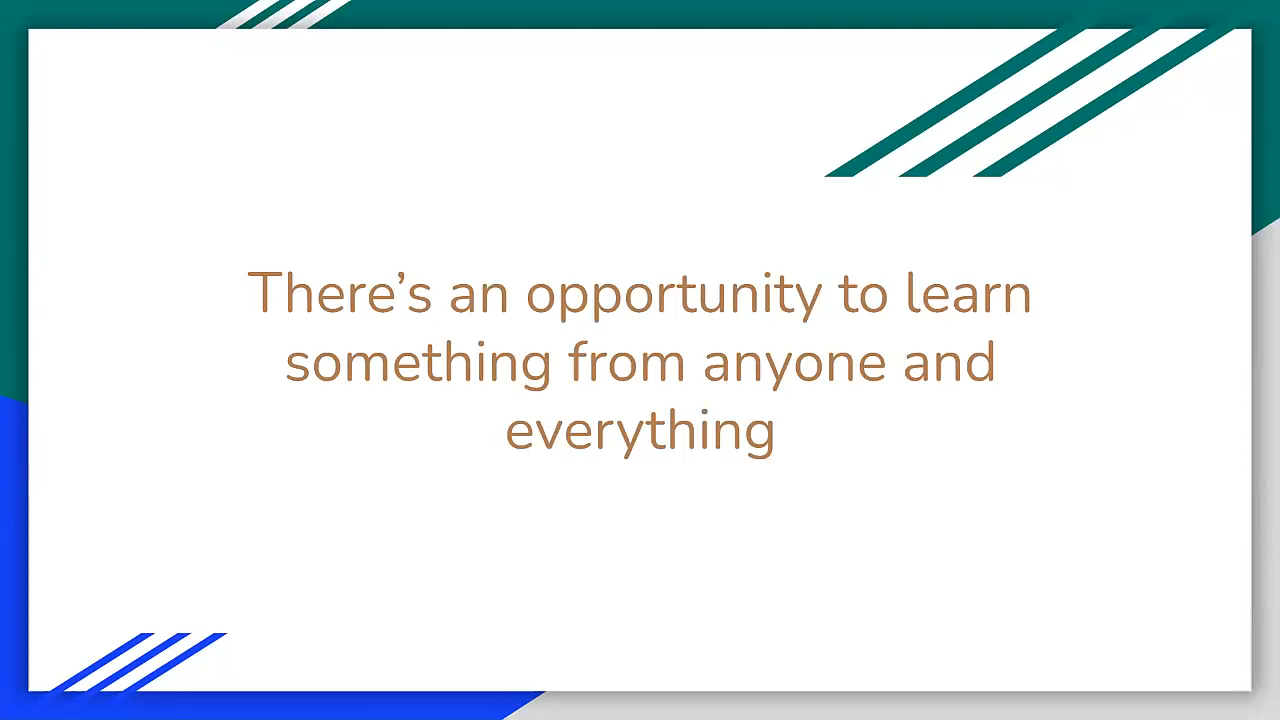 There’s an opportunity to learn
something from anyone and
everything